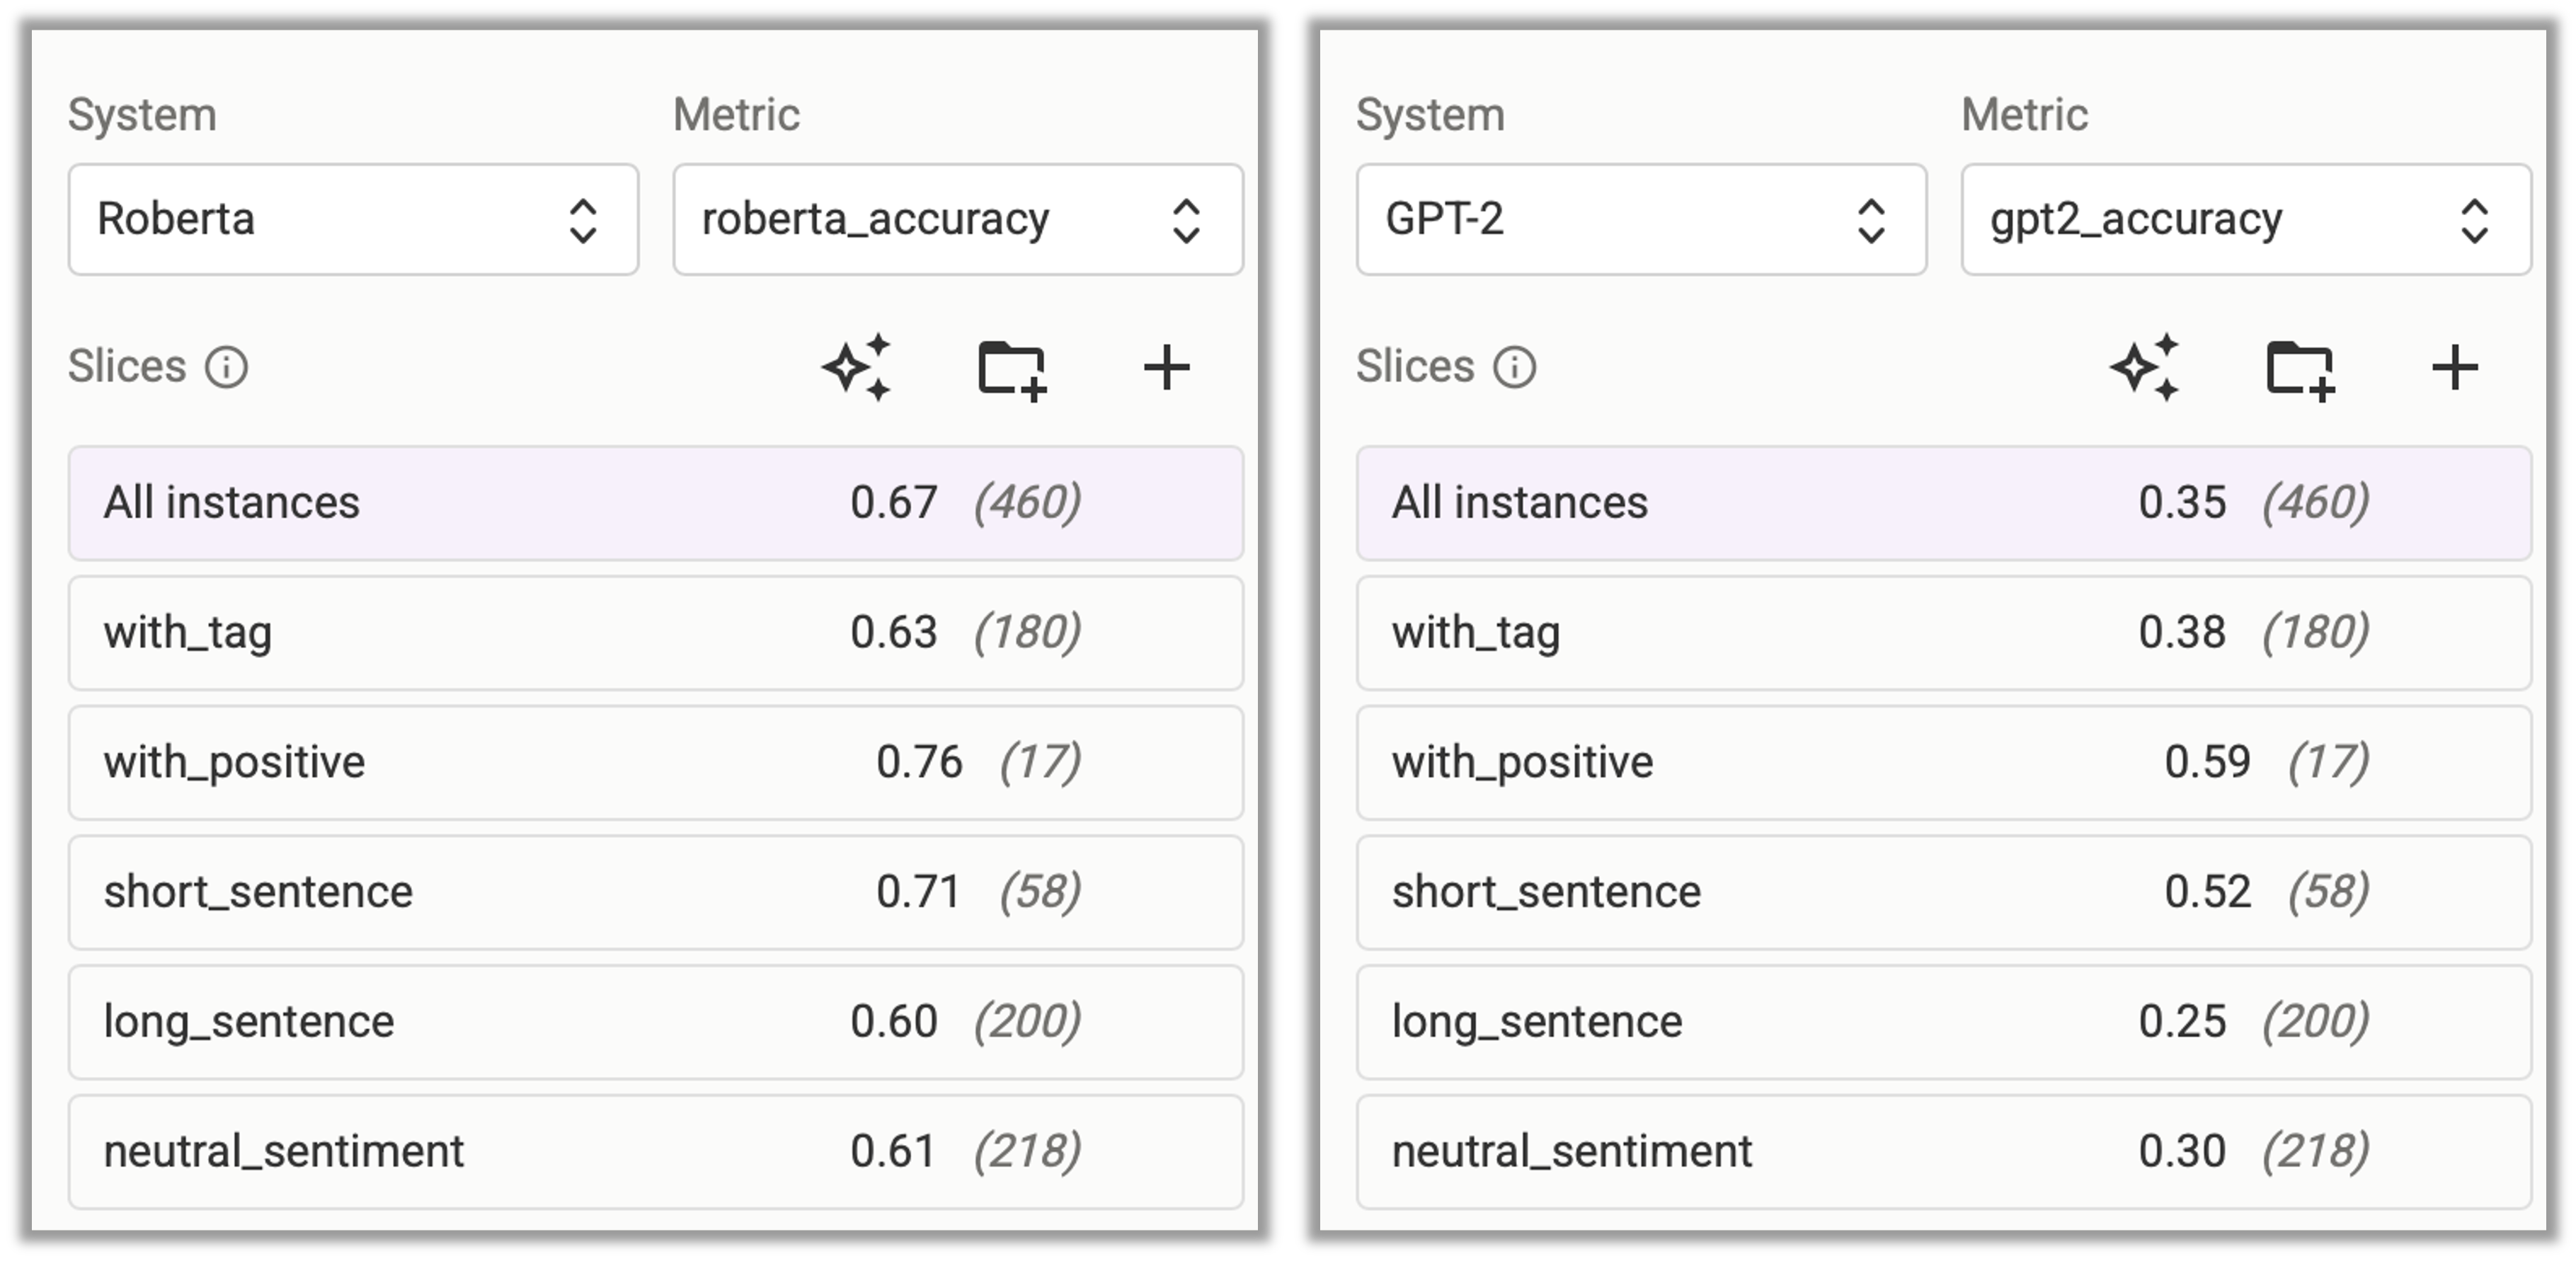 System Metric
Roberta roberta_accuracy
Slices
All instances 0.67 (460)
with_tag 0.63 (180)
with_positive 0.76 (17)
short_sentence 0.71 (58)
long_sentence 0.60 (200)
neutral_sentiment 0.61 (218)
System Metric
GPT-2 gpt2_accuracy
Slices
All instances 0.35 (460)
with_tag 0.38 (180)
with_positive 0.59 (17)
short_sentence 0.52 (58)
long_sentence 0.25 (200)
neutral_sentiment 0.30 (218)